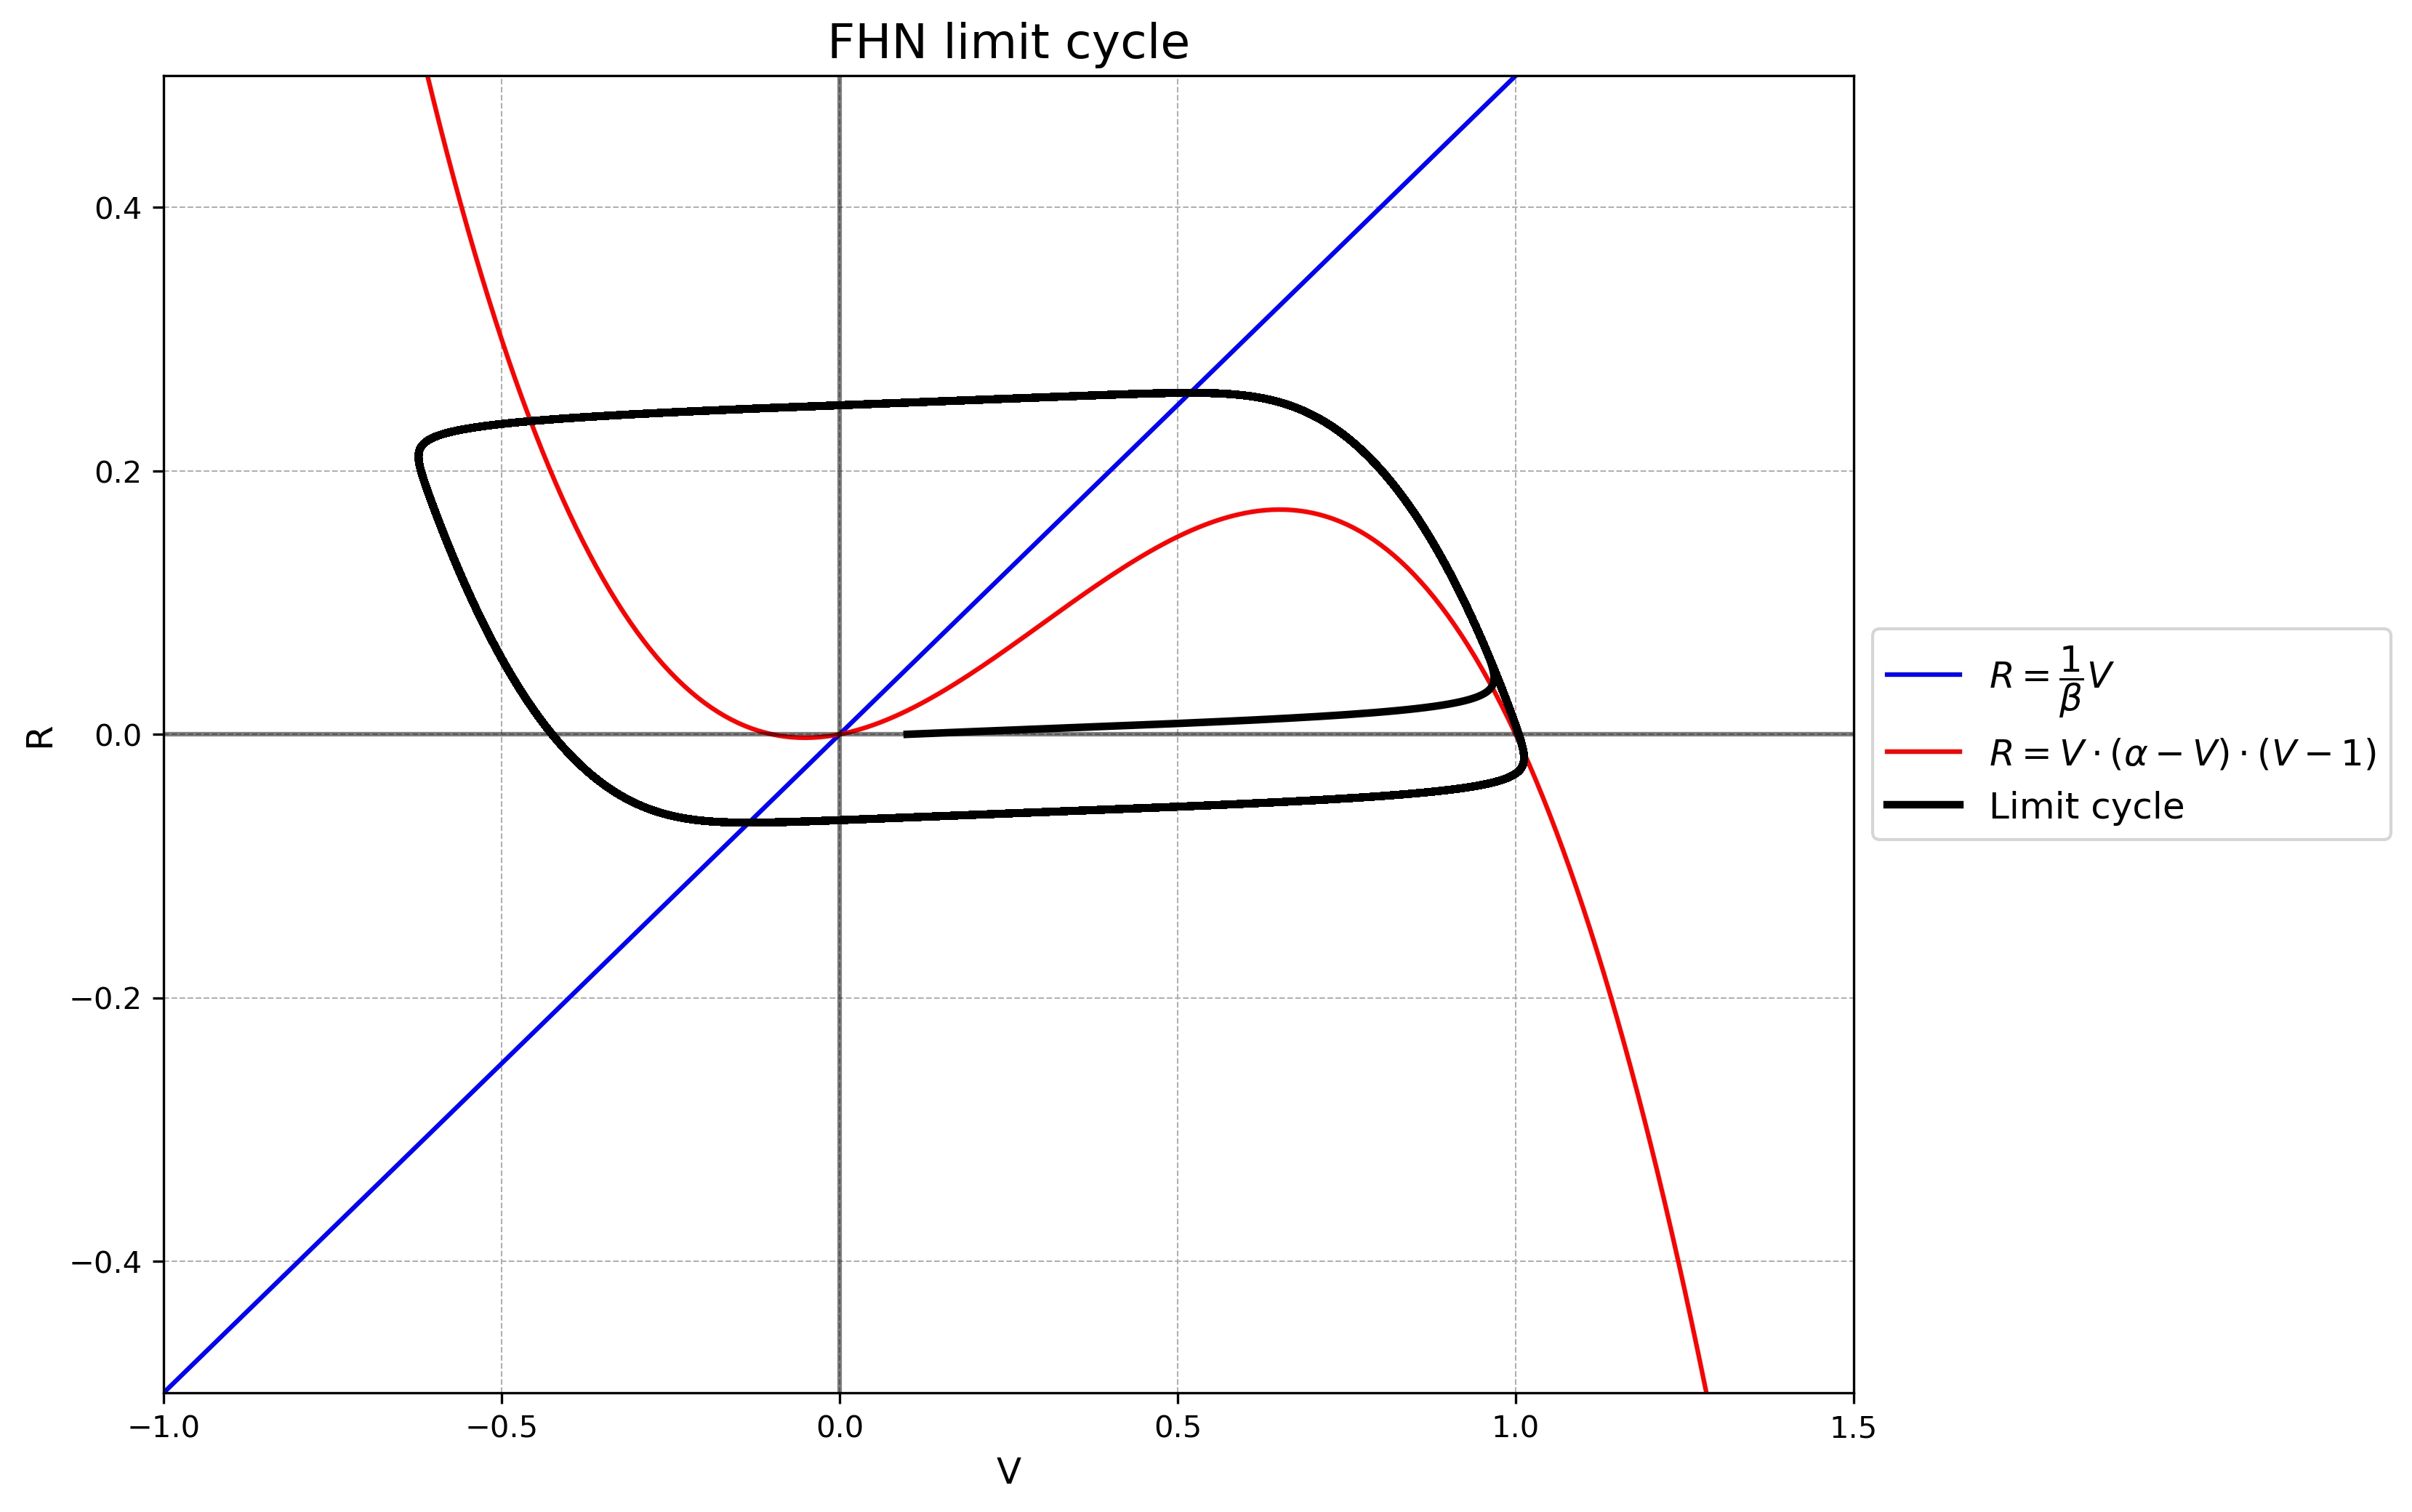 FHN limit cycle
R
0.4
0.2
0.0
−0.2
−0.4
−1.0 −0.5 0.0 0.5 1.0 1.5
V
R = 1/β V
R = V · (α − V) · (V − 1)
Limit cycle